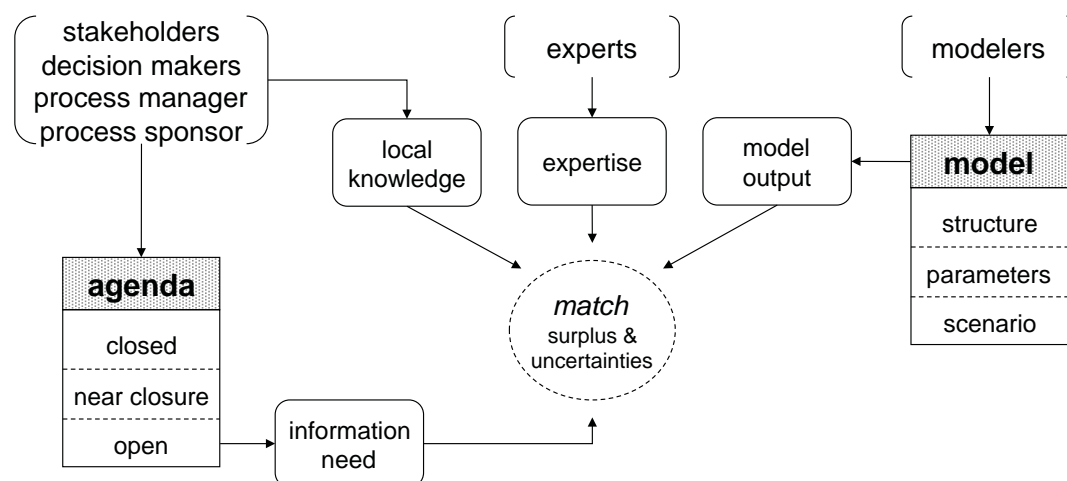 stakeholders
decision makers
process manager
process sponsor
experts
modelers
local
knowledge
expertise
model
output
model
structure
parameters
scenario
agenda
closed
near closure
open
match
surplus &
uncertainties
information
need